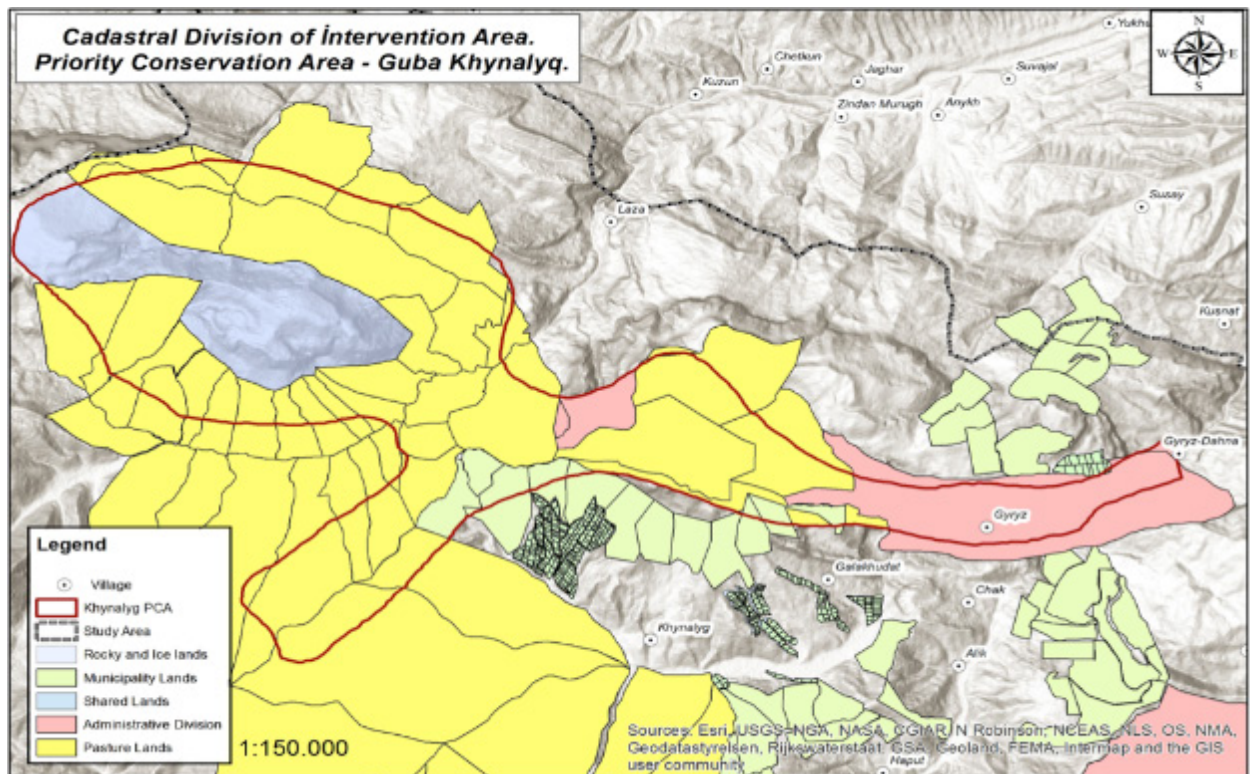 Cadastral Division of İntervention Area.
Priority Conservation Area - Guba Khynalyq.
N
W E
S
Chetkun
Kuzun
Jaghar
Suvajal
Zindan Murugh
Anykh
Suzay
Laza
Kusnat
Gyryz-Dahna
Gyryz
Galakhudat
Chak
Khynalyg
Alik
Haput
Legend
Village
Khynalyg PCA
Study Area
Rocky and Ice lands
Municipality Lands
Shared Lands
Administrative Division
Pasture Lands
1:150.000
Sources: Esri, USGS, NGA, NASA, CGIAR, N Robinson, NCEAS, NLS, OS, NMA,
Geodatastyrelsen, Rijkswaterstaat, GSA, Geoland, FEMA, Intermap and the GIS
user community